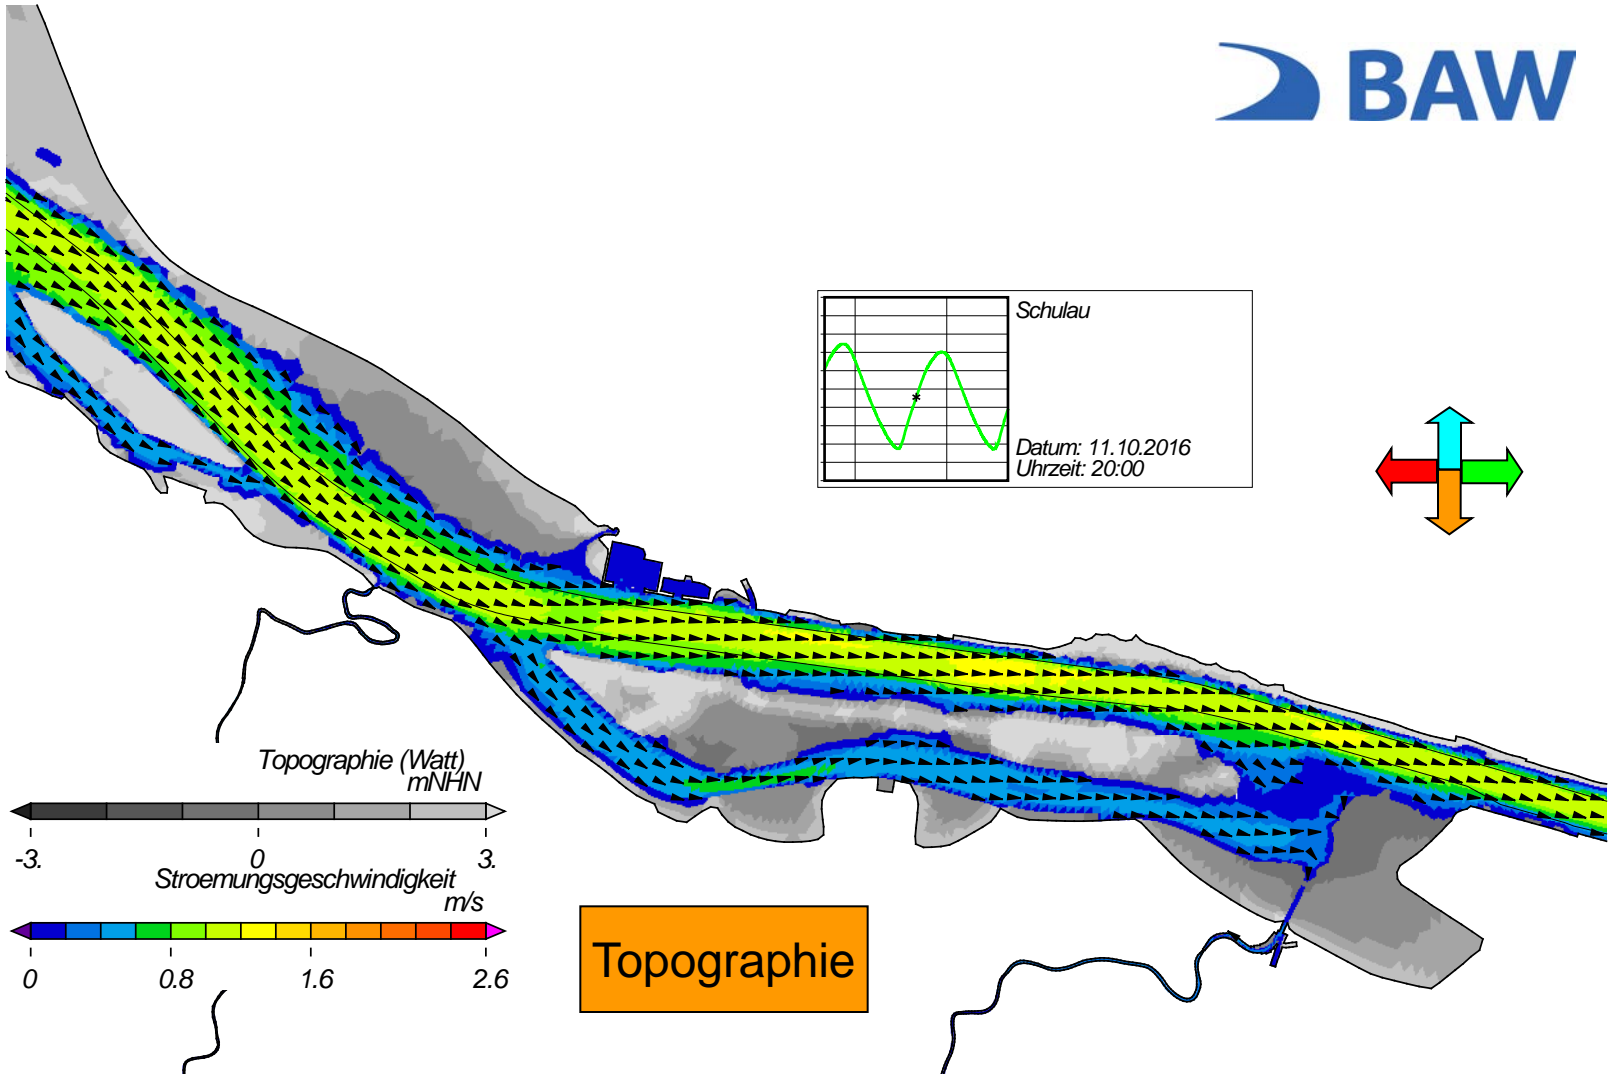 BAW
Schulau
Datum: 11.10.2016
Uhrzeit: 20:00
Topographie (Watt)
mNHN
-3. 0 3.
Stroemungsgeschwindigkeit
m/s
0 0.8 1.6 2.6
Topographie